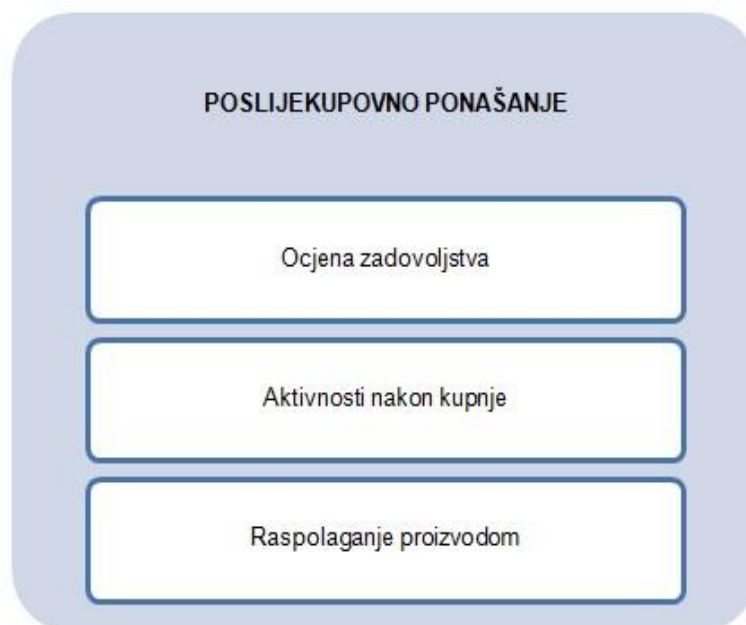 POSLIJEKUPOVNO PONAŠANJE
Ocjena zadovoljstva
Aktivnosti nakon kupnje
Raspolaganje proizvodom